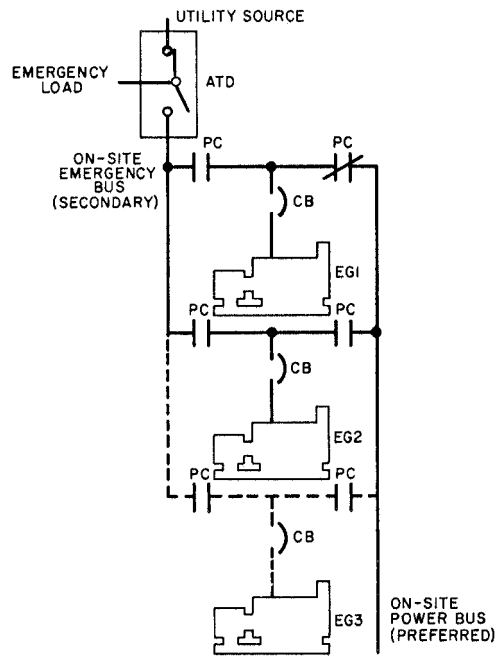 UTILITY SOURCE
EMERGENCY
LOAD
ATD
PC
PC
ON-SITE
EMERGENCY
BUS
(SECONDARY)
CB
EG1
PC
PC
CB
EG2
PC
PC
CB
EG3
ON-SITE
POWER BUS
(PREFERRED)